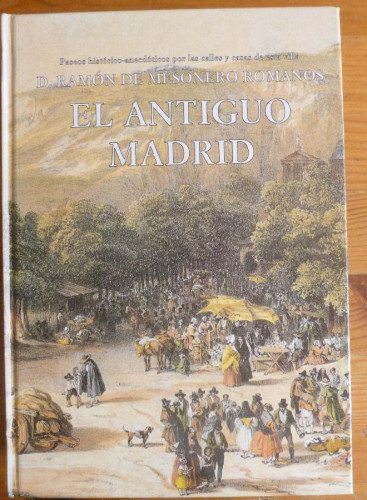 Paseos histórico-anecdóticos por las calles y casas de esta villa
D. RAMÓN DE MESONERO ROMANOS
EL ANTIGUO
MADRID